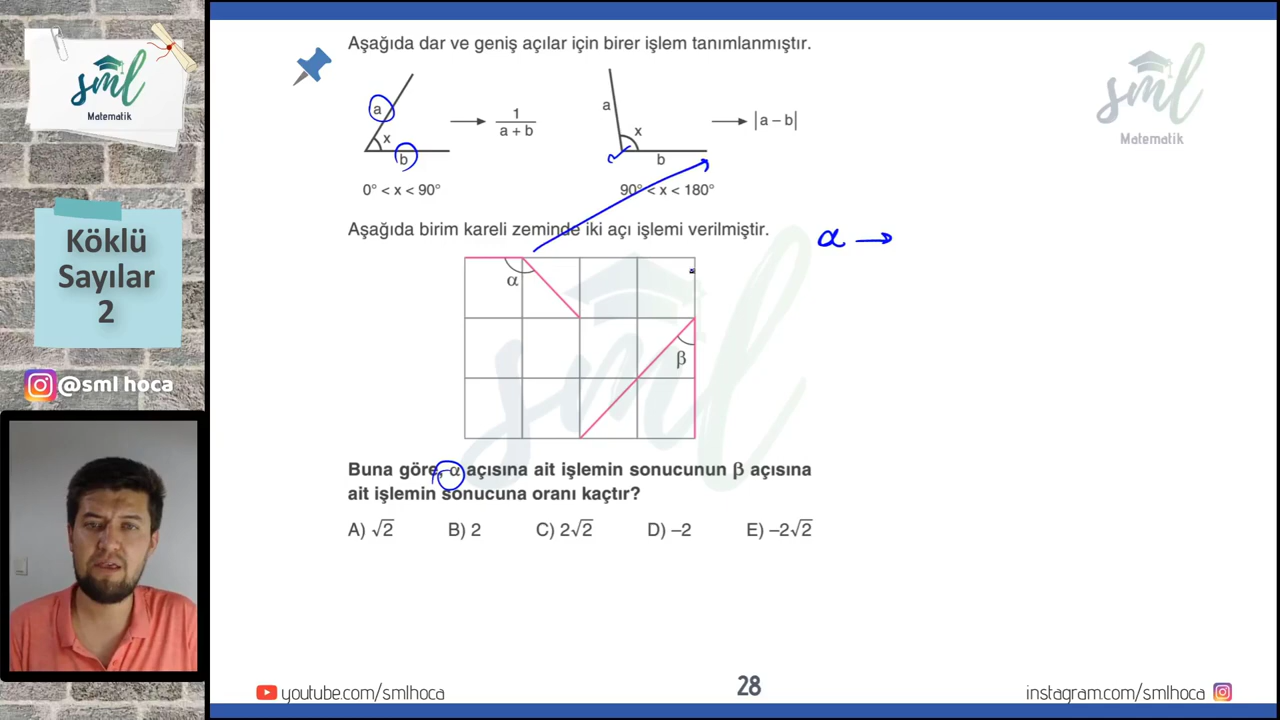 sml
Matematik
Köklü
Sayılar
2
@sml hoca
Aşağıda dar ve geniş açılar için birer işlem tanımlanmıştır.
a
x
b
1
a + b
0° < x < 90°
a
x
b
|a – b|
90° < x < 180°
sml
Matematik
Aşağıda birim kareli zeminde iki açı işlemi verilmiştir.
α →
α
β
sml
Buna göre, α açısına ait işlemin sonucunun β açısına
ait işlemin sonucuna oranı kaçtır?
A) √2 B) 2 C) 2√2 D) –2 E) –2√2
youtube.com/smlhoca
28
instagram.com/smlhoca